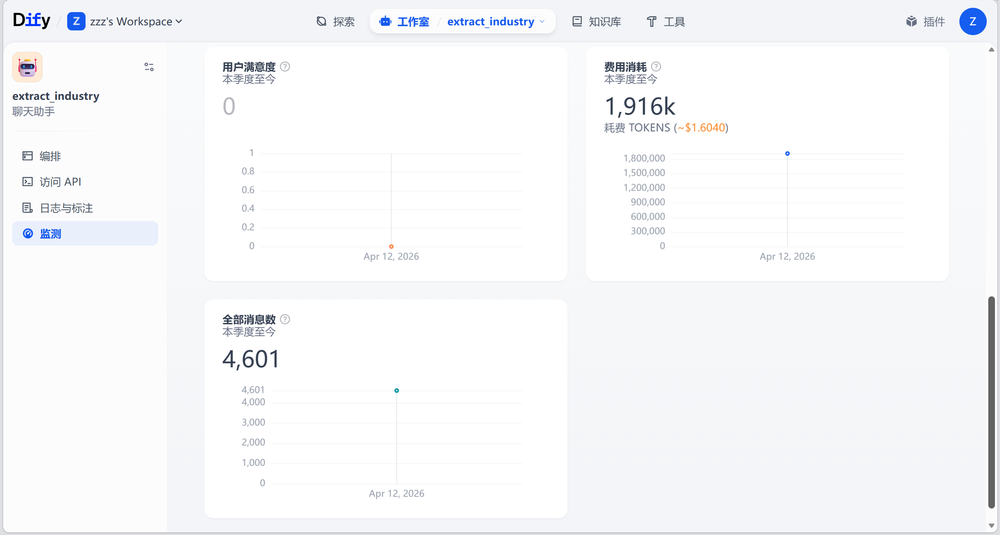 Dify / Z zzz's Workspace
探索
工作室 / extract_industry
知识库
工具
插件
Z
extract_industry
聊天助手
编排
访问 API
日志与标注
监测
用户满意度
本季度至今
0
1
0.8
0.6
0.4
0.2
0
Apr 12, 2026
费用消耗
本季度至今
1,916k
耗费 TOKENS (~$1.6040)
1,800,000
1,500,000
1,200,000
900,000
600,000
300,000
0
Apr 12, 2026
全部消息数
本季度至今
4,601
4,601
4,000
3,000
2,000
1,000
0
Apr 12, 2026